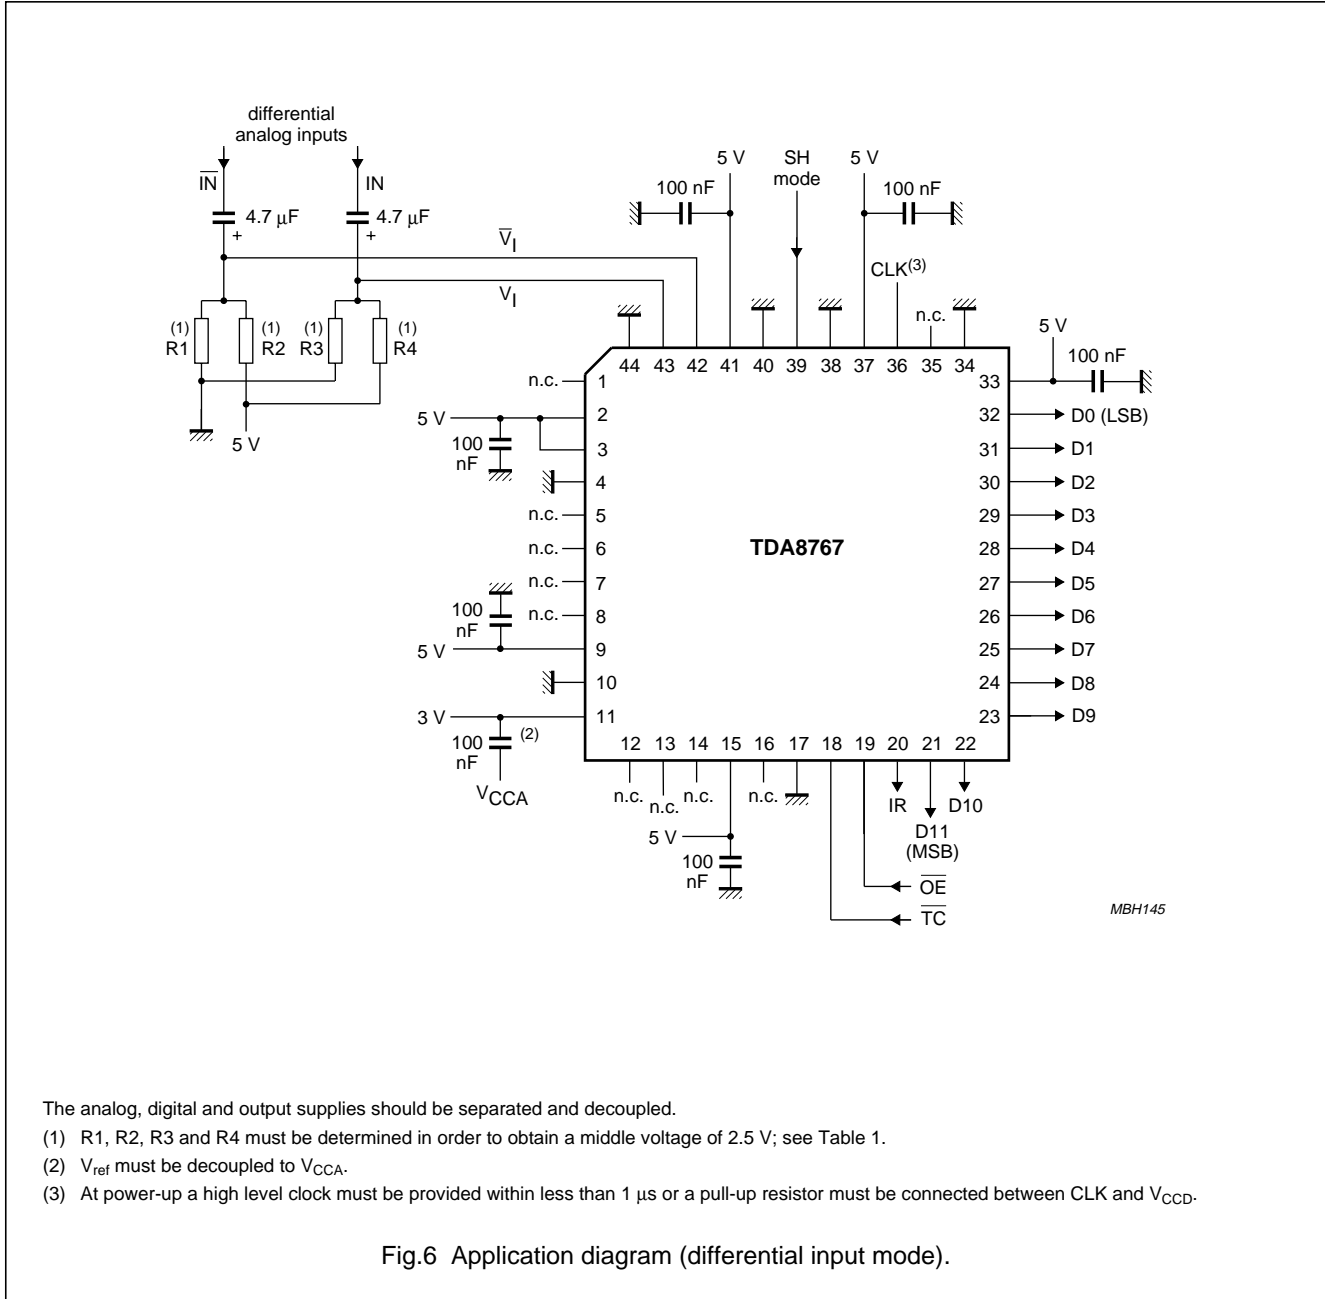 differential
analog inputs
IN̅ IN
4.7 μF 4.7 μF
+ +
V̅I
VI
(1) (1) (1) (1)
R1 R2 R3 R4
5 V
5 V SH mode 5 V
100 nF 100 nF
CLK(3)
n.c.
5 V
100 nF
44 43 42 41 40 39 38 37 36 35 34
n.c. 1
5 V 2
100 nF 3
4
n.c. 5
n.c. 6
n.c. 7
100 nF n.c. 8
5 V 9
10
3 V 11
100 nF (2)
VCCA
TDA8767
33
32 D0 (LSB)
31 D1
30 D2
29 D3
28 D4
27 D5
26 D6
25 D7
24 D8
23 D9
12 13 14 15 16 17 18 19 20 21 22
n.c. n.c. n.c. n.c. IR D10
D11
(MSB)
5 V
100 nF
O̅E̅
T̅C̅
MBH145
The analog, digital and output supplies should be separated and decoupled.
(1) R1, R2, R3 and R4 must be determined in order to obtain a middle voltage of 2.5 V; see Table 1.
(2) Vref must be decoupled to VCCA.
(3) At power-up a high level clock must be provided within less than 1 μs or a pull-up resistor must be connected between CLK and VCCD.
Fig.6 Application diagram (differential input mode).